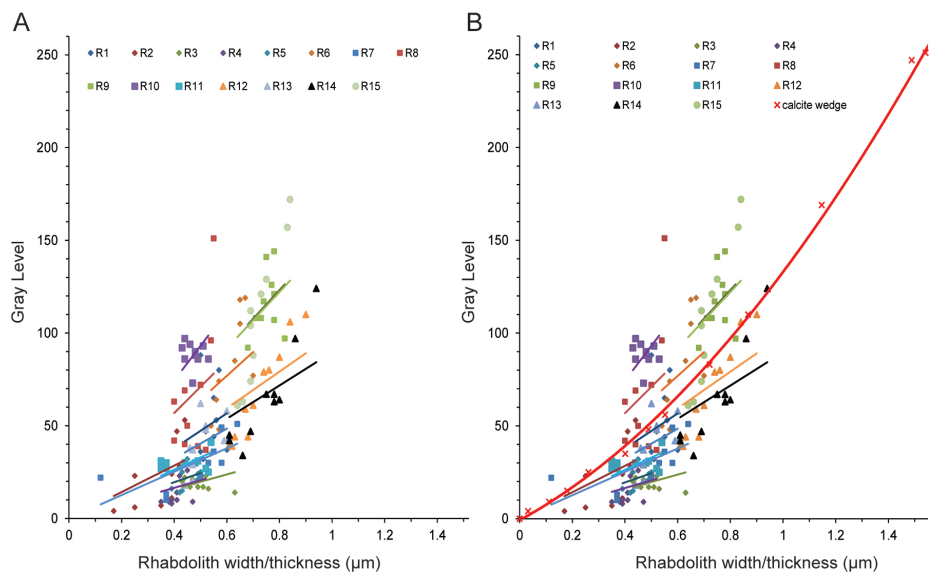 A
R1 R2 R3 R4 R5 R6 R7 R8
R9 R10 R11 R12 R13 R14 R15
250
200
150
100
50
0
0 0.2 0.4 0.6 0.8 1 1.2 1.4
Gray Level
Rhabdolith width/thickness (µm)
B
R1 R2 R3 R4
R5 R6 R7 R8
R9 R10 R11 R12
R13 R14 R15 calcite wedge
250
200
150
100
50
0
0 0.2 0.4 0.6 0.8 1 1.2 1.4
Gray Level
Rhabdolith width/thickness (µm)